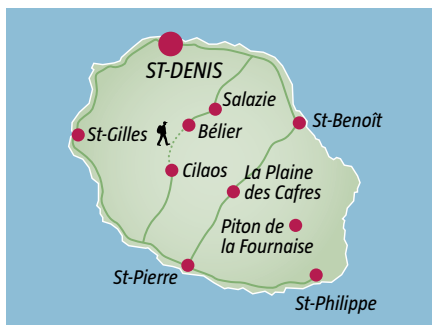 ST-DENIS
Salazie
St-Benoît
St-Gilles
Bélier
Cilaos
La Plaine
des Cafres
Piton de
la Fournaise
St-Pierre
St-Philippe